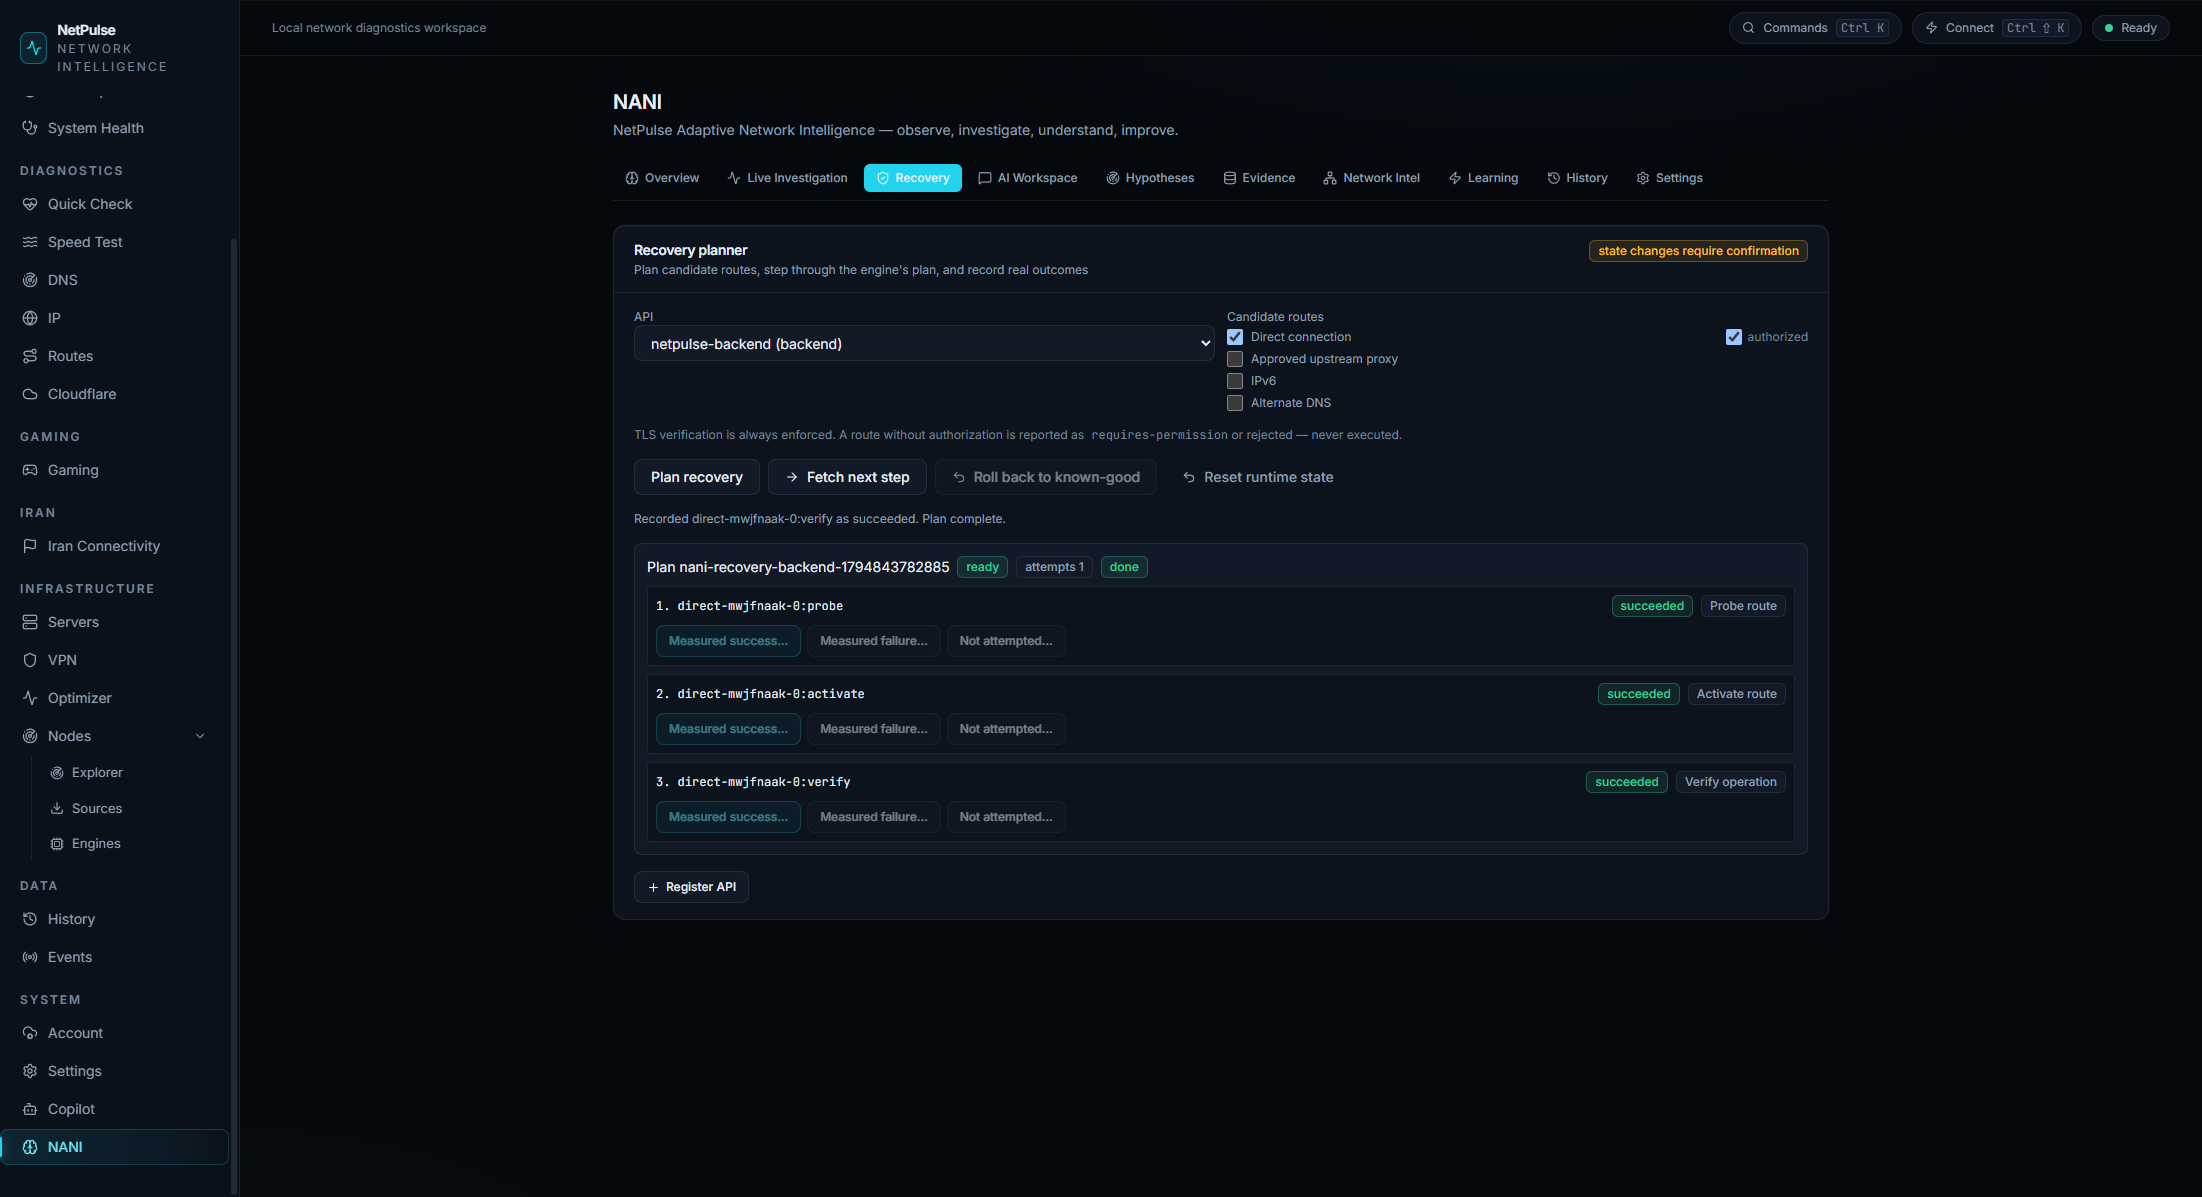 NetPulse
NETWORK
INTELLIGENCE
System Health
DIAGNOSTICS
Quick Check
Speed Test
DNS
IP
Routes
Cloudflare
GAMING
Gaming
IRAN
Iran Connectivity
INFRASTRUCTURE
Servers
VPN
Optimizer
Nodes
Explorer
Sources
Engines
DATA
History
Events
SYSTEM
Account
Settings
Copilot
NANI
Local network diagnostics workspace
Commands Ctrl K
Connect Ctrl ⇧ K
Ready
NANI
NetPulse Adaptive Network Intelligence — observe, investigate, understand, improve.
Overview Live Investigation Recovery AI Workspace Hypotheses Evidence Network Intel Learning History Settings
Recovery planner
state changes require confirmation
Plan candidate routes, step through the engine's plan, and record real outcomes
API
netpulse-backend (backend)
Candidate routes
Direct connection
authorized
Approved upstream proxy
IPv6
Alternate DNS
TLS verification is always enforced. A route without authorization is reported as requires-permission or rejected — never executed.
Plan recovery Fetch next step Roll back to known-good Reset runtime state
Recorded direct-mwjfnaak-0:verify as succeeded. Plan complete.
Plan nani-recovery-backend-1794843782885 ready attempts 1 done
1. direct-mwjfnaak-0:probe succeeded Probe route
Measured success... Measured failure... Not attempted...
2. direct-mwjfnaak-0:activate succeeded Activate route
Measured success... Measured failure... Not attempted...
3. direct-mwjfnaak-0:verify succeeded Verify operation
Measured success... Measured failure... Not attempted...
Register API